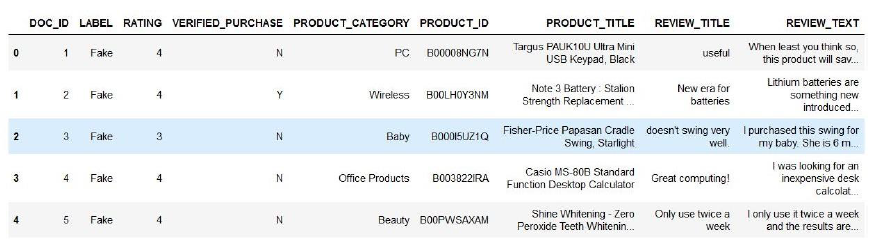 DOC_ID LABEL RATING VERIFIED_PURCHASE PRODUCT_CATEGORY PRODUCT_ID PRODUCT_TITLE REVIEW_TITLE REVIEW_TEXT
0 1 Fake 4 N PC B00008NG7N Targus PAUK10U Ultra Mini USB Keypad, Black useful When least you think so, this product will sav...
1 2 Fake 4 Y Wireless B00LH0Y3NM Note 3 Battery : Stalion Strength Replacement ... New era for batteries Lithium batteries are something new introduced...
2 3 Fake 3 N Baby B000I5UZ1Q Fisher-Price Papasan Cradle Swing, Starlight doesn't swing very well. I purchased this swing for my baby. She is 6 m...
3 4 Fake 4 N Office Products B003822IRA Casio MS-80B Standard Function Desktop Calculator Great computing! I was looking for an inexpensive desk calcolat...
4 5 Fake 4 N Beauty B00PWSAXAM Shine Whitening - Zero Peroxide Teeth Whitenin... Only use twice a week I only use it twice a week and the results are...